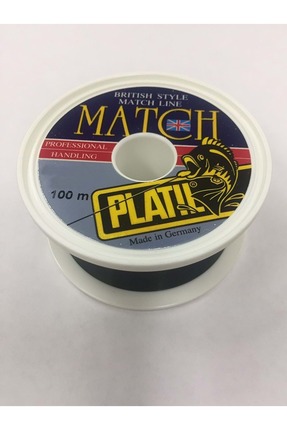 BRITISH STYLE
MATCH LINE
MATCH
PROFESSIONAL
HANDLING
100 m
PLATIL
Made in Germany